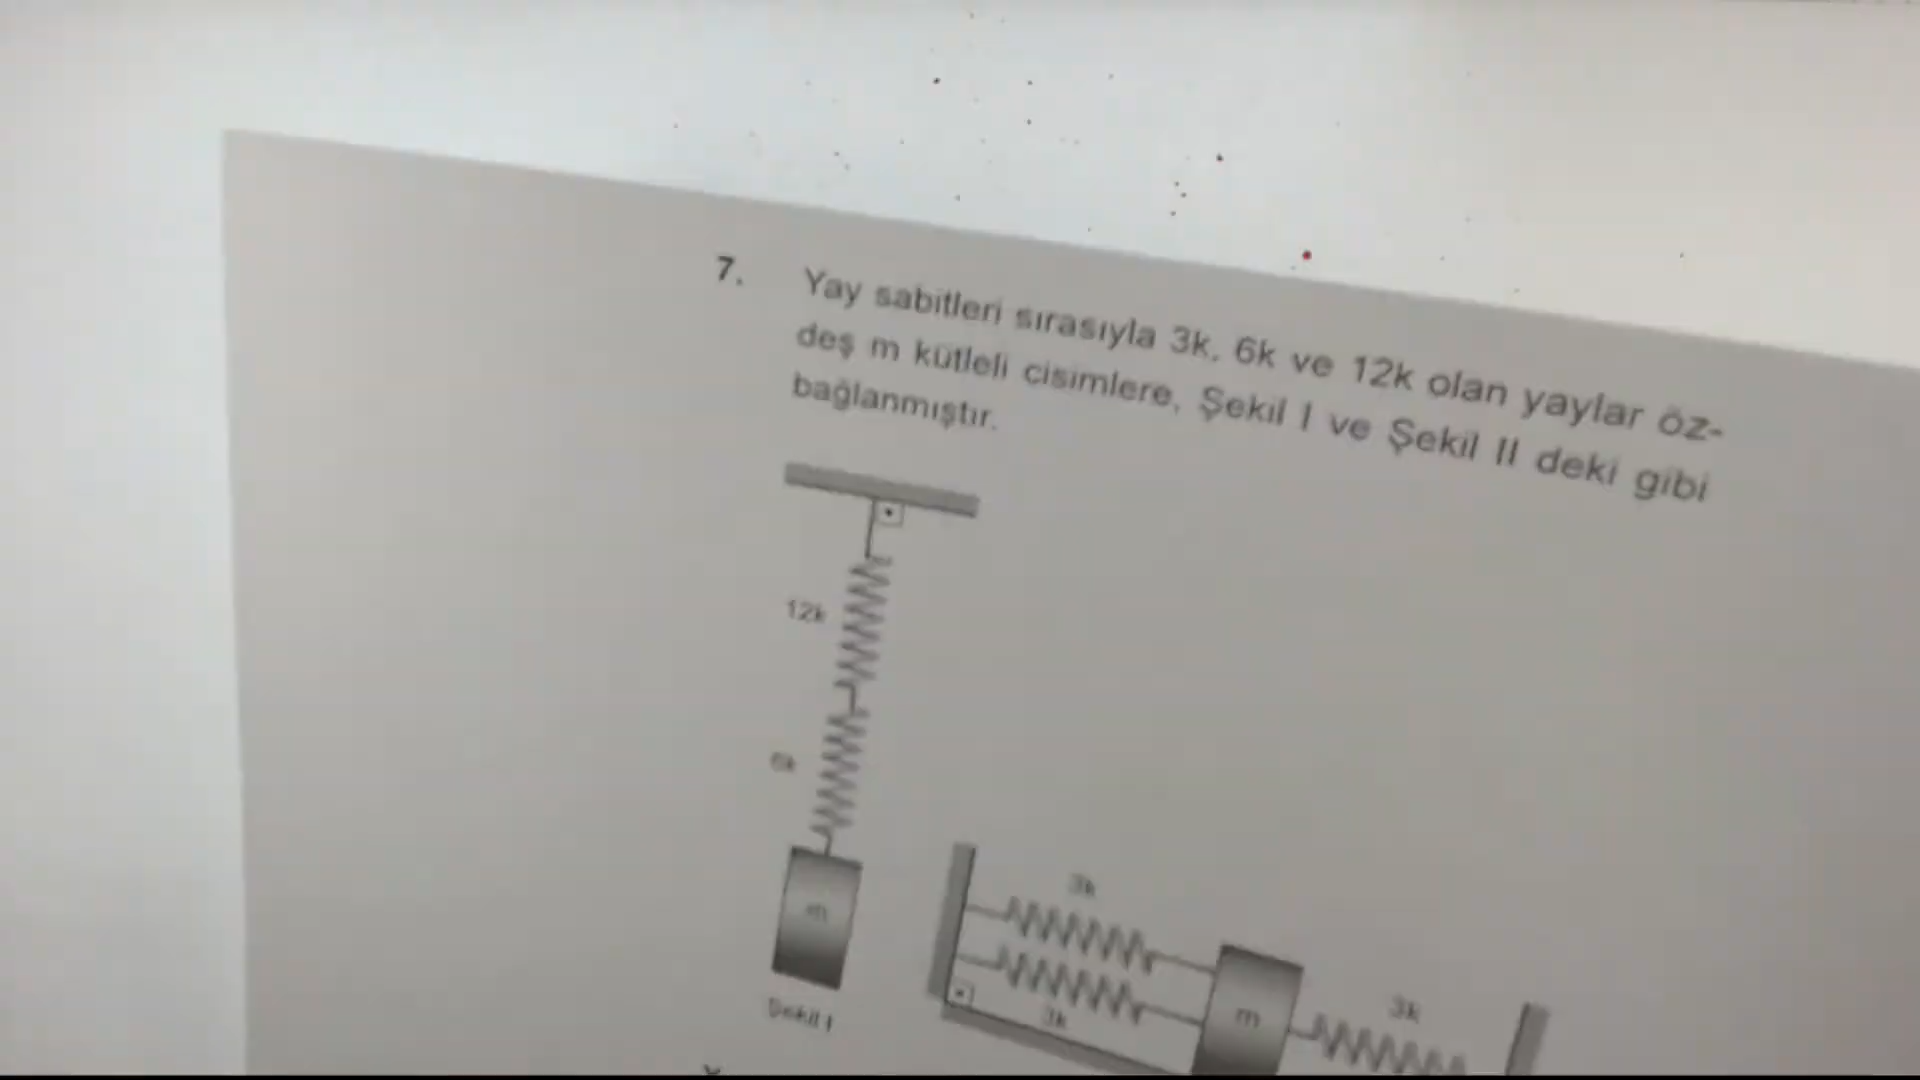 7. Yay sabitleri sırasıyla 3k, 6k ve 12k olan yaylar öz-
deş m kütleli cisimlere, Şekil I ve Şekil II deki gibi
bağlanmıştır.
12k
6k
m
Şekil I
3k
3k
m
3k